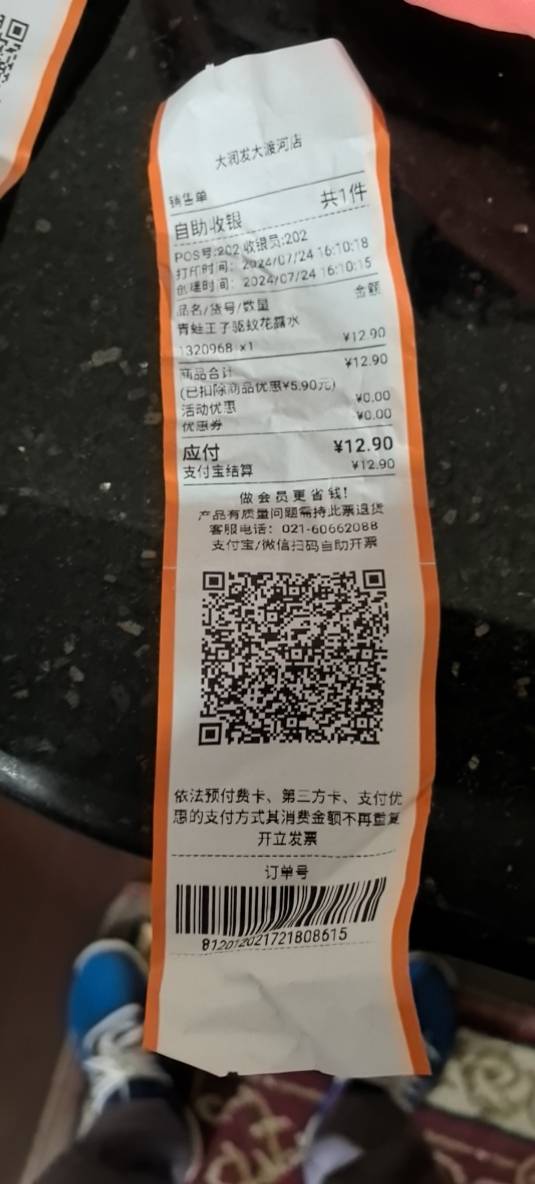 大润发大渡河店
销售单
自助收银 共1件
POS号:202 收银员:202
打印时间: 2024/07/24 16:10:18
创建时间: 2024/07/24 16:10:15
品名/货号/数量 金额
青蛙王子驱蚊花露水
1320968 ×1 ¥12.90
商品合计 ¥12.90
(已扣除商品优惠¥5.90元)
活动优惠 ¥0.00
优惠券 ¥0.00
应付 ¥12.90
支付宝结算 ¥12.90
做会员更省钱!
产品有质量问题需持此票退货
客服电话: 021-60662088
支付宝/微信扫码自助开票
依法预付费卡、第三方卡、支付优
惠的支付方式其消费金额不再重复
开立发票
订单号
812012021721808615